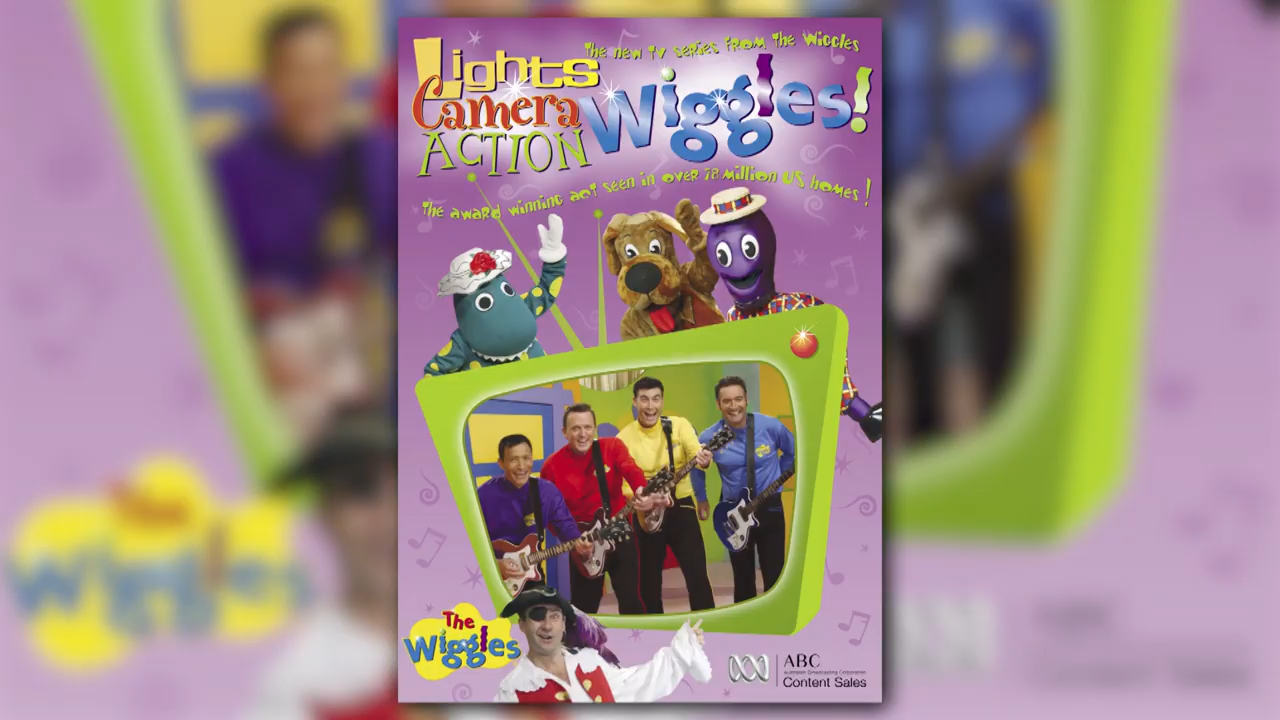 The new TV series from The Wiggles
Lights
Camera
ACTION
Wiggles!
The award winning act seen in over 78 million US homes!
The
Wiggles
ABC
Australian Broadcasting Corporation
Content Sales